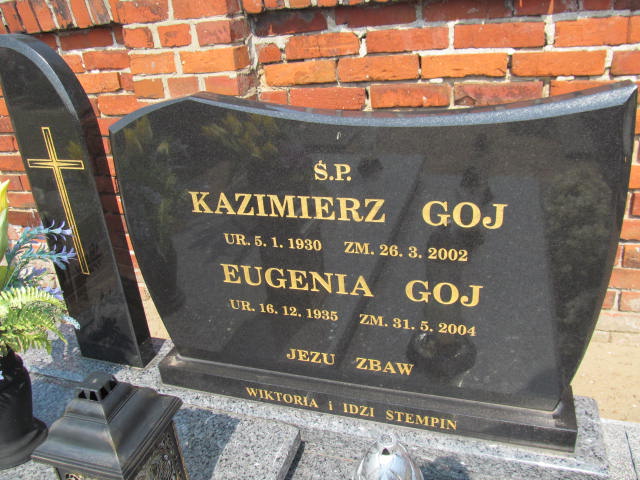 Ś.P.
KAZIMIERZ GOJ
UR. 5. 1. 1930 ZM. 26. 3. 2002
EUGENIA GOJ
UR. 16. 12. 1935 ZM. 31. 5. 2004
JEZU ZBAW
WIKTORIA i IDZI STEMPIN